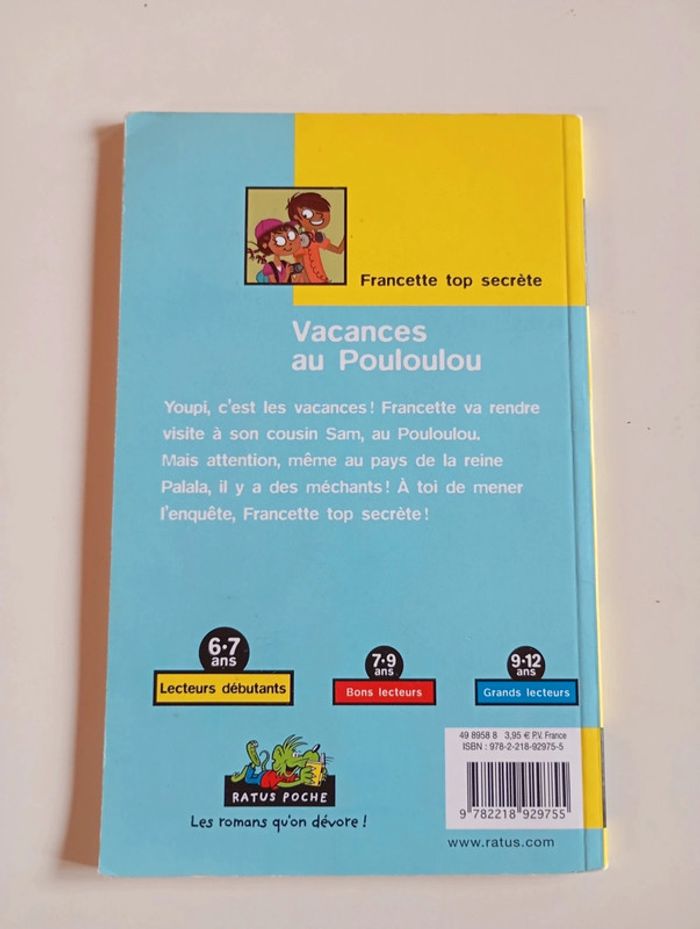 Francette top secrète
Vacances
au Pouloulou
Youpi, c'est les vacances ! Francette va rendre
visite à son cousin Sam, au Pouloulou.
Mais attention, même au pays de la reine
Palala, il y a des méchants ! À toi de mener
l'enquête, Francette top secrète !
6•7
ans
Lecteurs débutants
7•9
ans
Bons lecteurs
9•12
ans
Grands lecteurs
RATUS POCHE
Les romans qu'on dévore !
49 8958 8 3,95 € P.V. France
ISBN : 978-2-218-92975-5
9 782218 929755
www.ratus.com